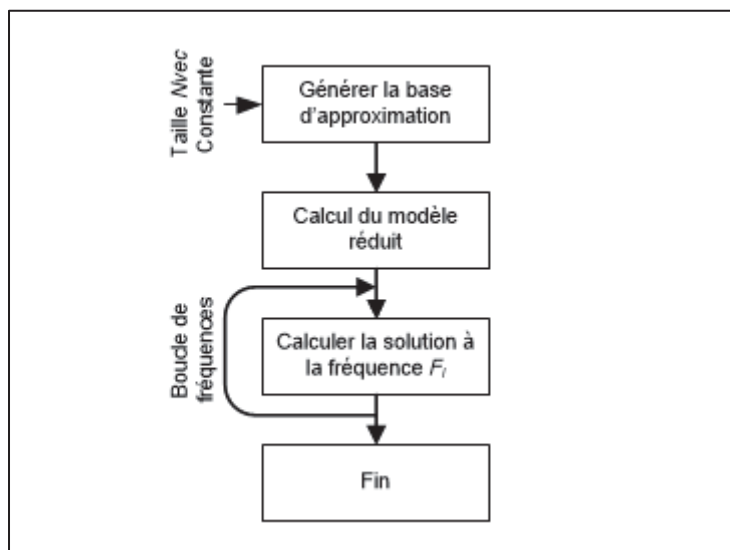 Taille Nvec
Constante
Générer la base
d'approximation
Calcul du modèle
réduit
Boucle de
fréquences
Calculer la solution à
la fréquence Fi
Fin